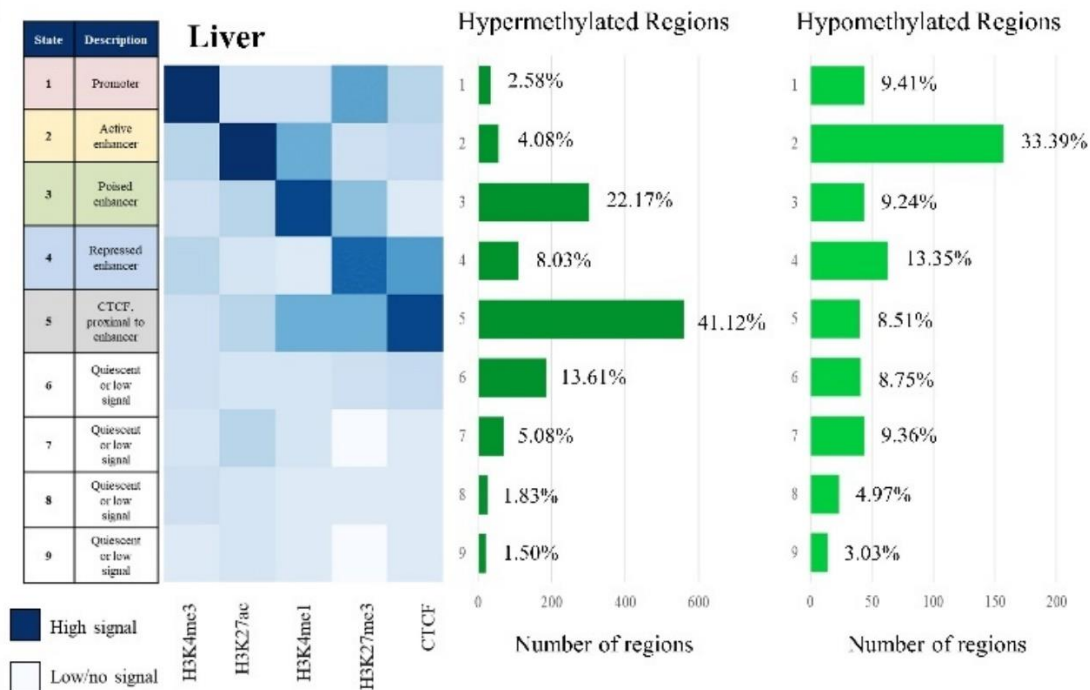 State Description
1 Promoter
2 Active
enhancer
3 Poised
enhancer
4 Repressed
enhancer
5 CTCF,
proximal to
enhancer
6 Quiescent
or low
signal
7 Quiescent
or low
signal
8 Quiescent
or low
signal
9 Quiescent
or low
signal
High signal
Low/no signal
Liver
H3K4me3
H3K27ac
H3K4me1
H3K27me3
CTCF
Hypermethylated Regions
1 2.58%
2 4.08%
3 22.17%
4 8.03%
5 41.12%
6 13.61%
7 5.08%
8 1.83%
9 1.50%
0 200 400 600
Number of regions
Hypomethylated Regions
1 9.41%
2 33.39%
3 9.24%
4 13.35%
5 8.51%
6 8.75%
7 9.36%
8 4.97%
9 3.03%
0 50 100 150 200
Number of regions